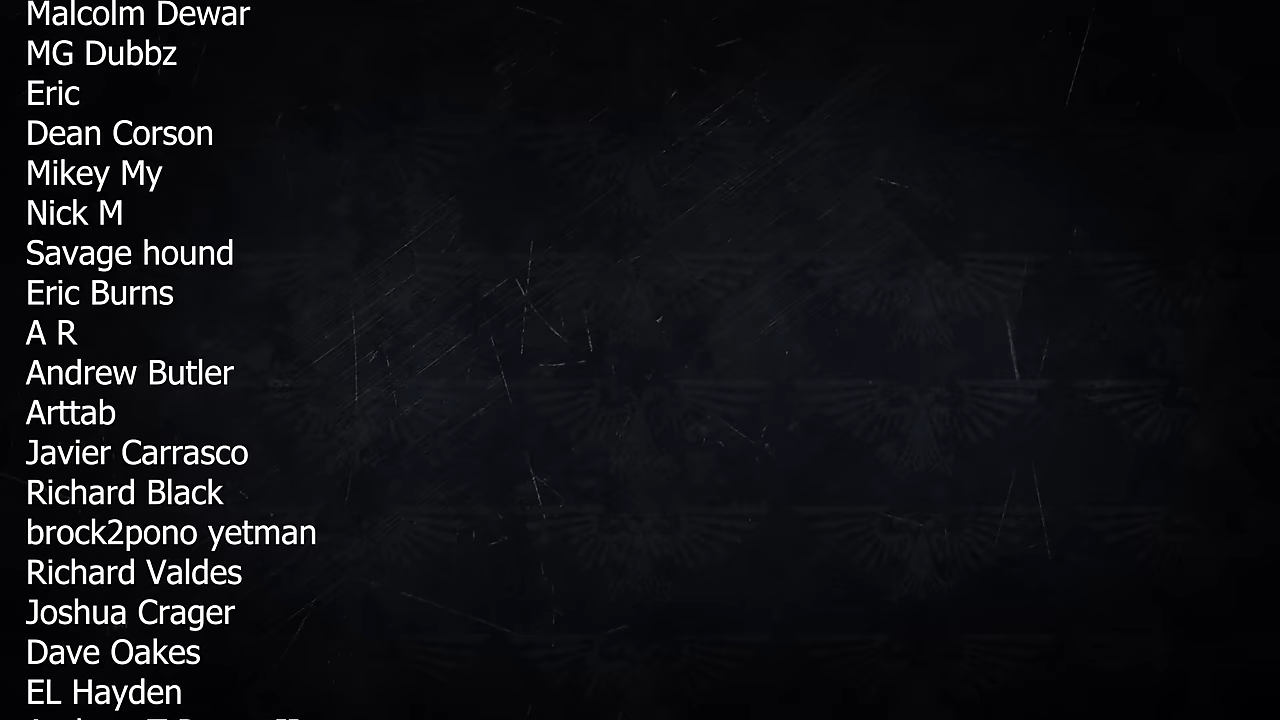 Malcolm Dewar
MG Dubbz
Eric
Dean Corson
Mikey My
Nick M
Savage hound
Eric Burns
A R
Andrew Butler
Arttab
Javier Carrasco
Richard Black
brock2pono yetman
Richard Valdes
Joshua Crager
Dave Oakes
EL Hayden